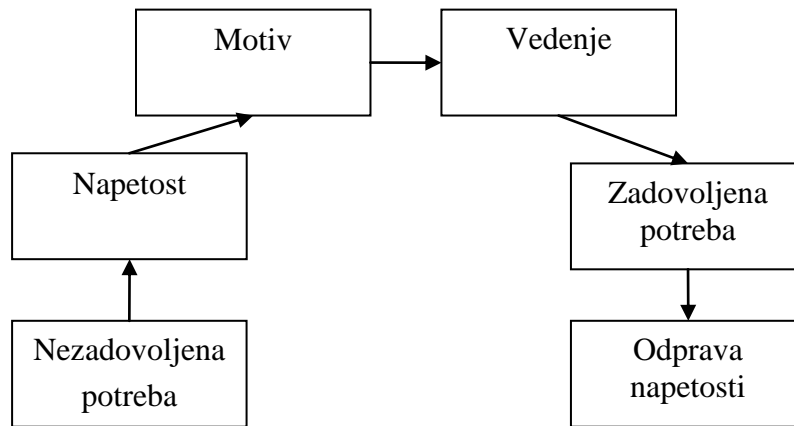 Motiv
Vedenje
Napetost
Zadovoljena
potreba
Nezadovoljena
potreba
Odprava
napetosti